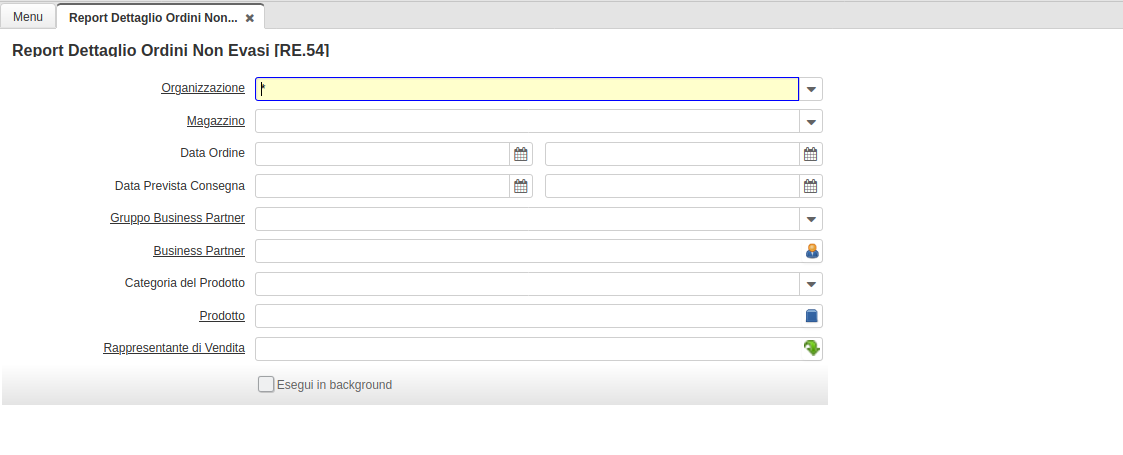 Menu
Report Dettaglio Ordini Non...
Report Dettaglio Ordini Non Evasi [RE.54]
Organizzazione *
Magazzino
Data Ordine
Data Prevista Consegna
Gruppo Business Partner
Business Partner
Categoria del Prodotto
Prodotto
Rappresentante di Vendita
Esegui in background